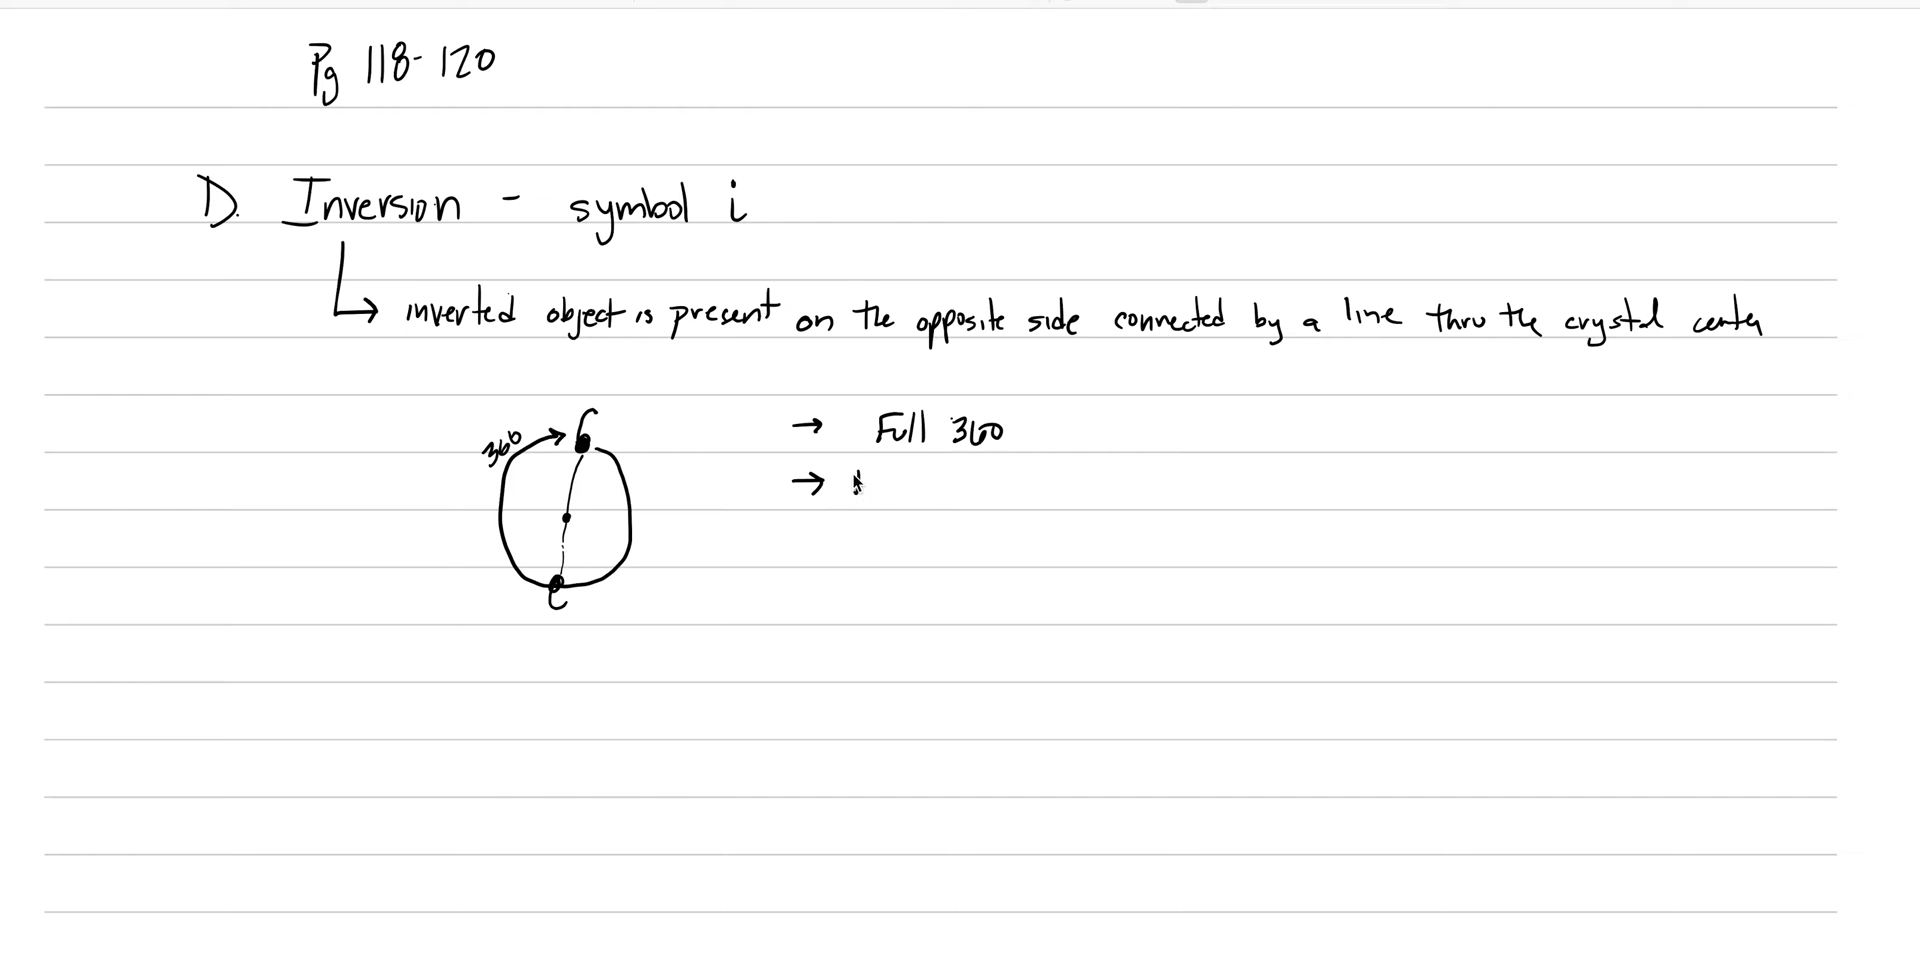 Pg 118-120
D. Inversion - symbol i
↳ inverted object is present on the opposite side connected by a line thru the crystal center
360
→ Full 360
→